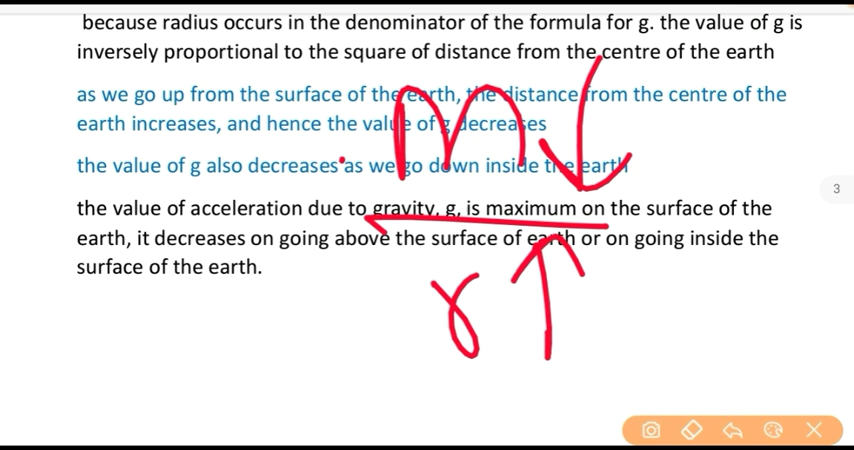 because radius occurs in the denominator of the formula for g. the value of g is
inversely proportional to the square of distance from the centre of the earth
as we go up from the surface of the earth, the distance from the centre of the
earth increases, and hence the value of g decreases
the value of g also decreases as we go down inside the earth
the value of acceleration due to gravity, g, is maximum on the surface of the
earth, it decreases on going above the surface of earth or on going inside the
surface of the earth.
m ↓
r ↑
3